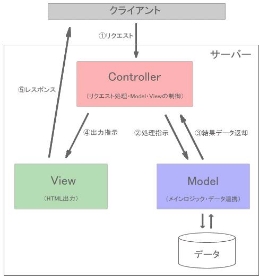 クライアント
①リクエスト
サーバー
Controller
(リクエスト処理・Model・Viewの制御)
⑤レスポンス
④出力指示
②処理指示
③結果データ返却
View
(HTML出力)
Model
(メインロジック・データ連携)
データ